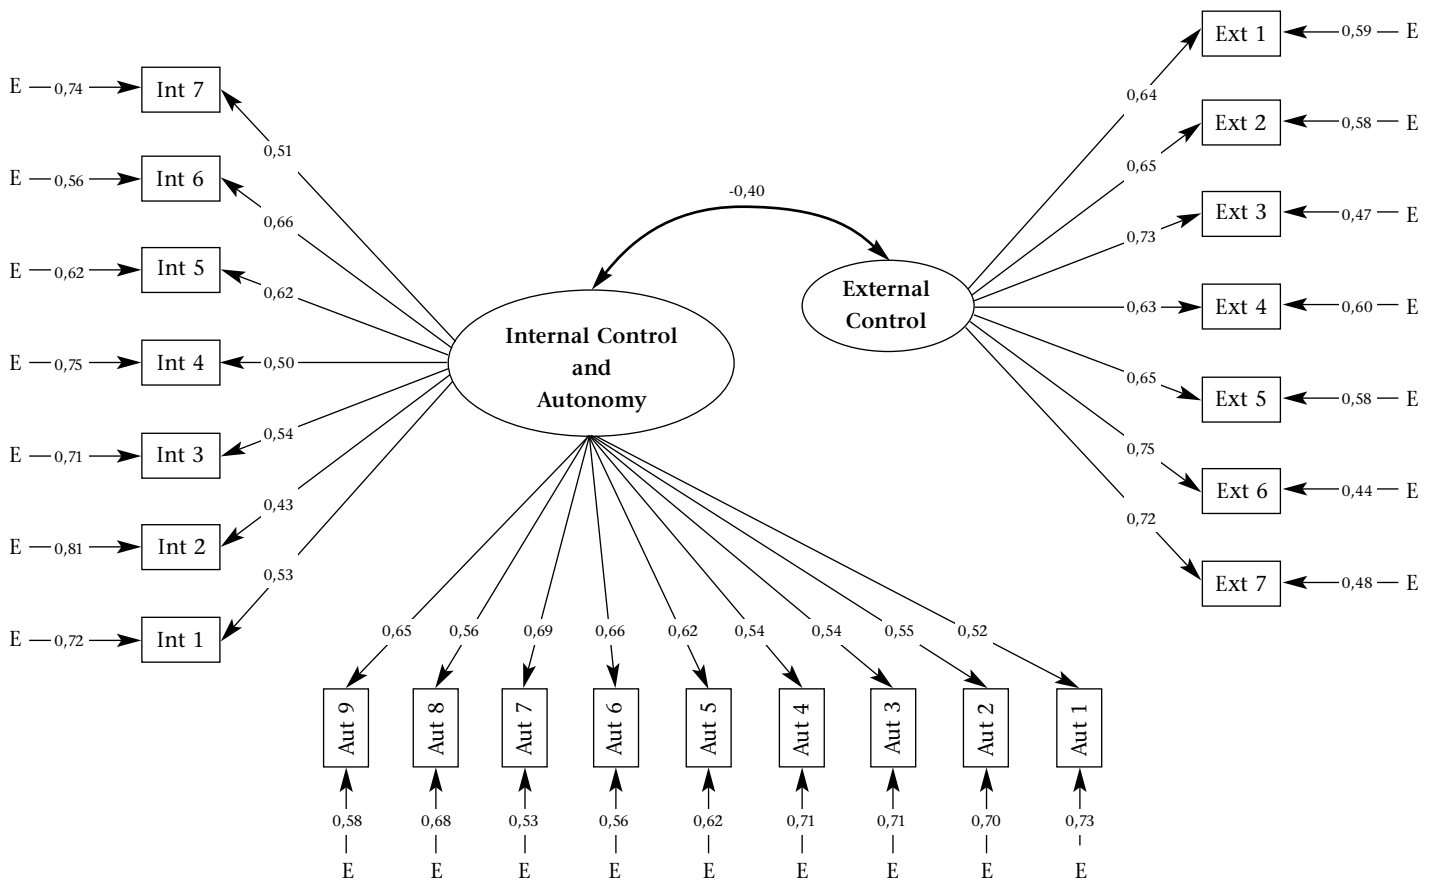 Ext 1
0,59
E
E
0,74
Int 7
0,64
Ext 2
0,58
E
0,51
E
0,56
Int 6
0,65
-0,40
Ext 3
0,47
E
0,66
0,73
E
0,62
Int 5
0,62
External
Control
0,63
Ext 4
0,60
E
Internal Control
and
Autonomy
E
0,75
Int 4
0,50
0,65
Ext 5
0,58
E
0,54
E
0,71
Int 3
0,75
Ext 6
0,44
E
0,43
0,72
E
0,81
Int 2
0,53
Ext 7
0,48
E
E
0,72
Int 1
0,65
0,56
0,69
0,66
0,62
0,54
0,54
0,55
0,52
Aut 9
Aut 8
Aut 7
Aut 6
Aut 5
Aut 4
Aut 3
Aut 2
Aut 1
0,58
0,68
0,53
0,56
0,62
0,71
0,71
0,70
0,73
E
E
E
E
E
E
E
E
E